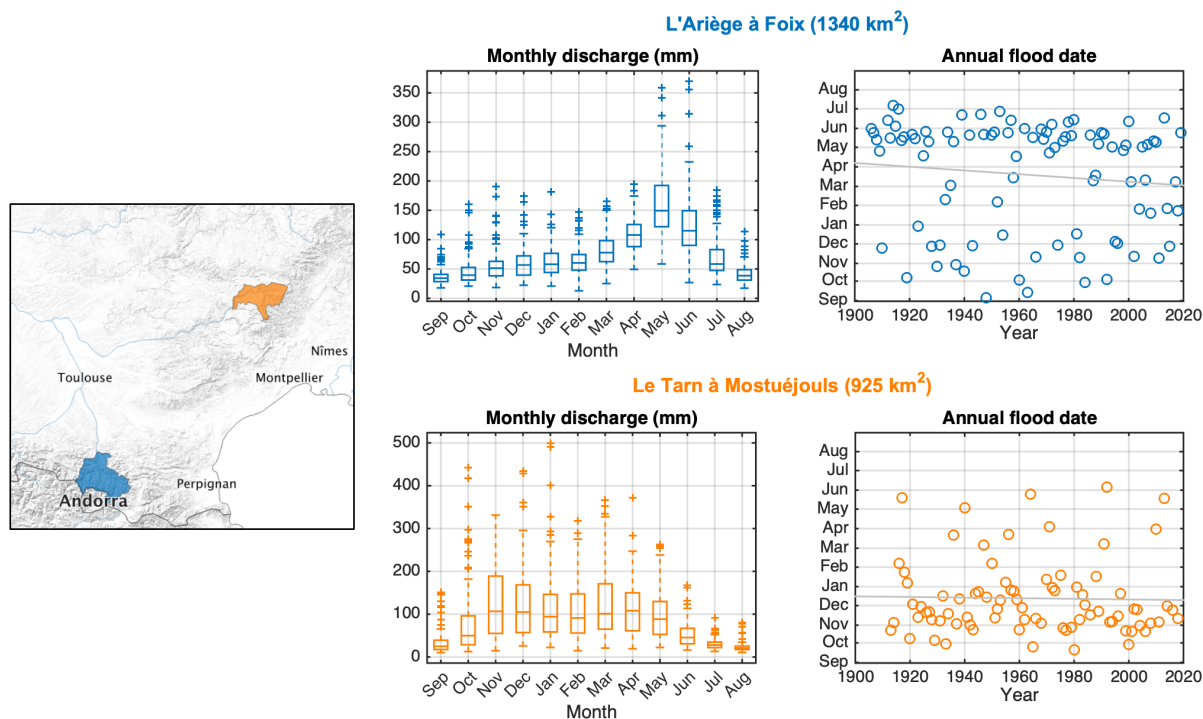 L'Ariège à Foix (1340 km²)
Monthly discharge (mm)
Annual flood date
350
300
250
200
150
100
50
0
Sep Oct Nov Dec Jan Feb Mar Apr May Jun Jul Aug
Month
Aug
Jul
Jun
May
Apr
Mar
Feb
Jan
Dec
Nov
Oct
Sep
1900 1920 1940 1960 1980 2000 2020
Year
Nîmes
Toulouse
Montpellier
Perpignan
Andorra
Le Tarn à Mostuéjouls (925 km²)
Monthly discharge (mm)
Annual flood date
500
400
300
200
100
0
Sep Oct Nov Dec Jan Feb Mar Apr May Jun Jul Aug
Month
Aug
Jul
Jun
May
Apr
Mar
Feb
Jan
Dec
Nov
Oct
Sep
1900 1920 1940 1960 1980 2000 2020
Year